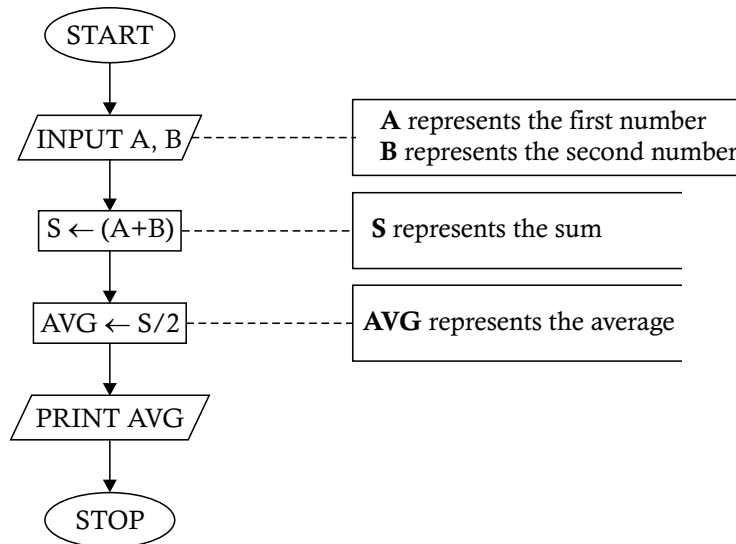 START
INPUT A, B
A represents the first number
B represents the second number
S ← (A+B)
S represents the sum
AVG ← S/2
AVG represents the average
PRINT AVG
STOP